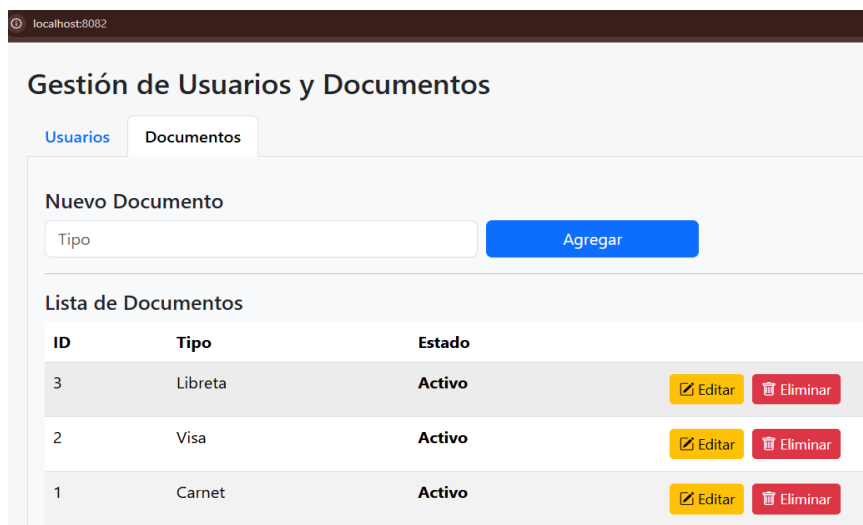 localhost:8082
Gestión de Usuarios y Documentos
Usuarios Documentos
Nuevo Documento
Tipo Agregar
Lista de Documentos
ID Tipo Estado
3 Libreta Activo Editar Eliminar
2 Visa Activo Editar Eliminar
1 Carnet Activo Editar Eliminar